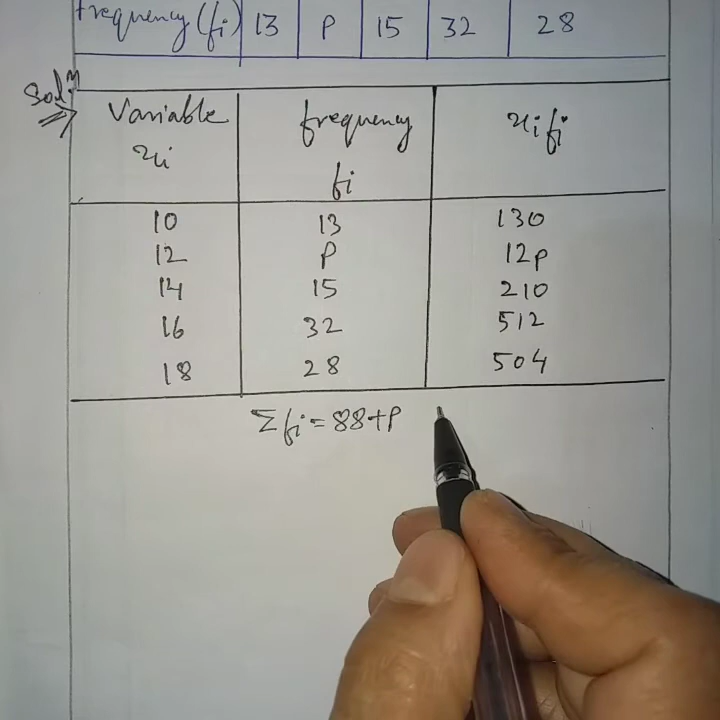 frequency (fi) 13 P 15 32 28
Solⁿ
Variable xi frequency fi xifi
10 13 130
12 P 12p
14 15 210
16 32 512
18 28 504
Σfi = 88+P